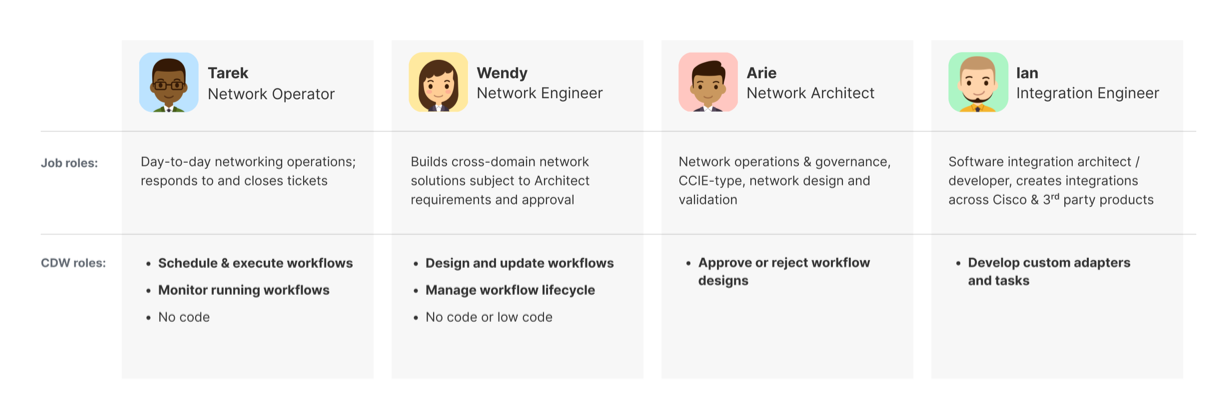 Tarek
Network Operator
Wendy
Network Engineer
Arie
Network Architect
Ian
Integration Engineer
Job roles:
Day-to-day networking operations;
responds to and closes tickets
Builds cross-domain network
solutions subject to Architect
requirements and approval
Network operations & governance,
CCIE-type, network design and
validation
Software integration architect /
developer, creates integrations
across Cisco & 3rd party products
CDW roles:
• Schedule & execute workflows
• Monitor running workflows
• No code
• Design and update workflows
• Manage workflow lifecycle
• No code or low code
• Approve or reject workflow
designs
• Develop custom adapters
and tasks